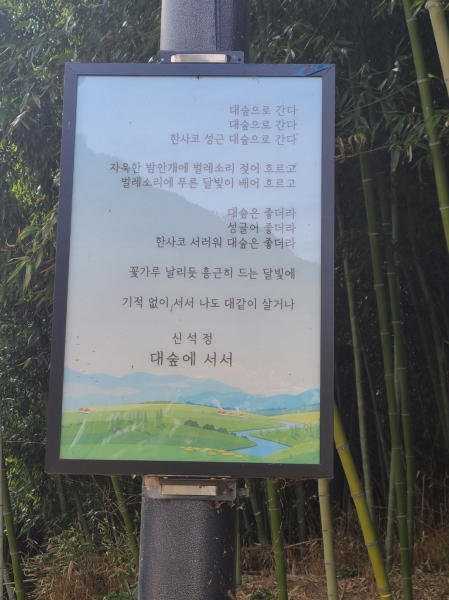 대숲으로 간다
대숲으로 간다
한사코 성근 대숲으로 간다
자욱한 밤안개에 벌레소리 젖어 흐르고
벌레소리에 푸른 달빛이 배어 흐르고
대숲은 좋더라
성글어 좋더라
한사코 서러워 대숲은 좋더라
꽃가루 날리듯 흥근히 드는 달빛에
기적 없이 서서 나도 대같이 살거나
신석정
대숲에 서서